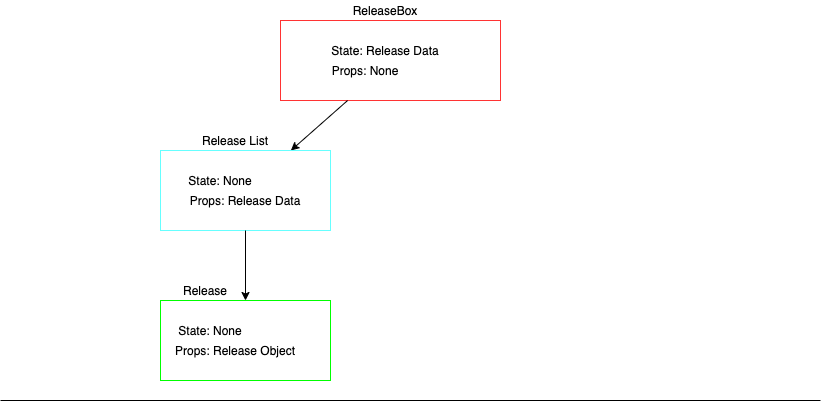 ReleaseBox
State: Release Data
Props: None
Release List
State: None
Props: Release Data
Release
State: None
Props: Release Object